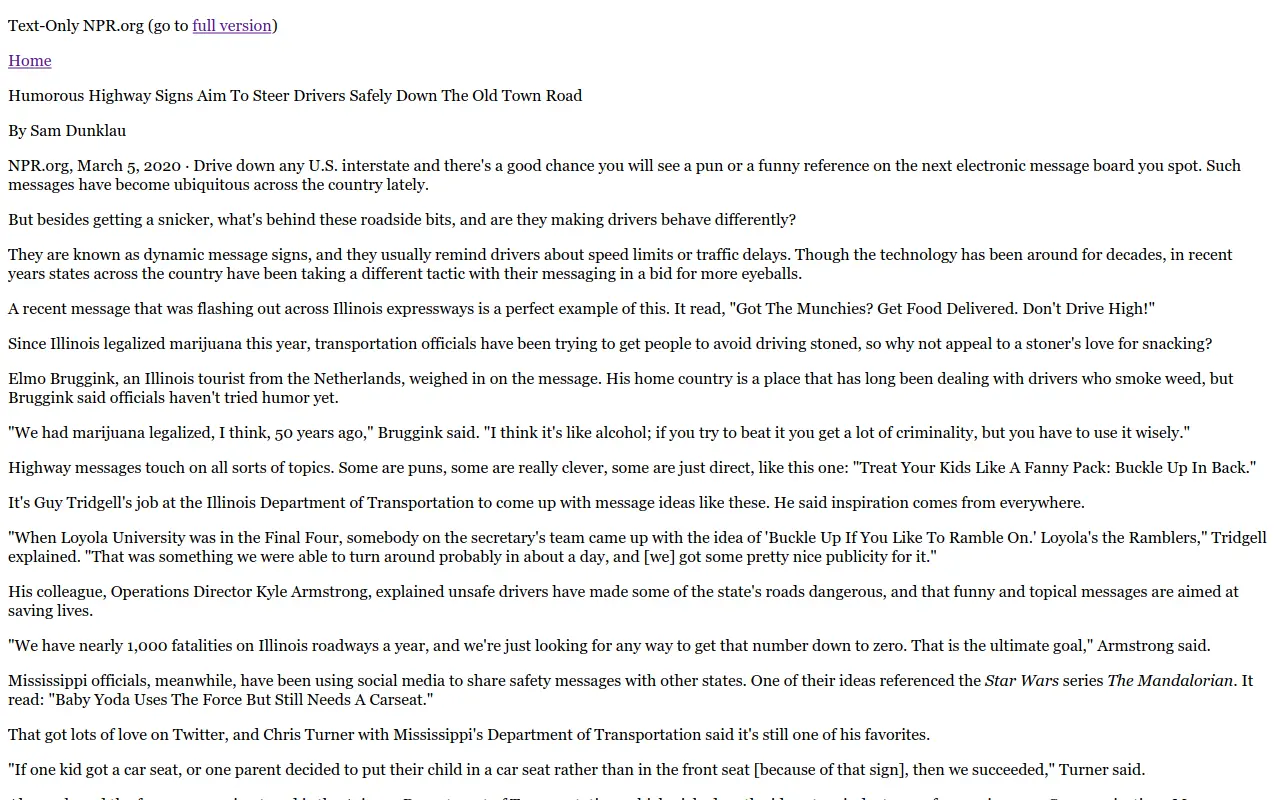 Text-Only NPR.org (go to full version)
Home
Humorous Highway Signs Aim To Steer Drivers Safely Down The Old Town Road
By Sam Dunklau
NPR.org, March 5, 2020 · Drive down any U.S. interstate and there's a good chance you will see a pun or a funny reference on the next electronic message board you spot. Such
messages have become ubiquitous across the country lately.
But besides getting a snicker, what's behind these roadside bits, and are they making drivers behave differently?
They are known as dynamic message signs, and they usually remind drivers about speed limits or traffic delays. Though the technology has been around for decades, in recent
years states across the country have been taking a different tactic with their messaging in a bid for more eyeballs.
A recent message that was flashing out across Illinois expressways is a perfect example of this. It read, "Got The Munchies? Get Food Delivered. Don't Drive High!"
Since Illinois legalized marijuana this year, transportation officials have been trying to get people to avoid driving stoned, so why not appeal to a stoner's love for snacking?
Elmo Bruggink, an Illinois tourist from the Netherlands, weighed in on the message. His home country is a place that has long been dealing with drivers who smoke weed, but
Bruggink said officials haven't tried humor yet.
"We had marijuana legalized, I think, 50 years ago," Bruggink said. "I think it's like alcohol; if you try to beat it you get a lot of criminality, but you have to use it wisely."
Highway messages touch on all sorts of topics. Some are puns, some are really clever, some are just direct, like this one: "Treat Your Kids Like A Fanny Pack: Buckle Up In Back."
It's Guy Tridgell's job at the Illinois Department of Transportation to come up with message ideas like these. He said inspiration comes from everywhere.
"When Loyola University was in the Final Four, somebody on the secretary's team came up with the idea of 'Buckle Up If You Like To Ramble On.' Loyola's the Ramblers," Tridgell
explained. "That was something we were able to turn around probably in about a day, and [we] got some pretty nice publicity for it."
His colleague, Operations Director Kyle Armstrong, explained unsafe drivers have made some of the state's roads dangerous, and that funny and topical messages are aimed at
saving lives.
"We have nearly 1,000 fatalities on Illinois roadways a year, and we're just looking for any way to get that number down to zero. That is the ultimate goal," Armstrong said.
Mississippi officials, meanwhile, have been using social media to share safety messages with other states. One of their ideas referenced the Star Wars series The Mandalorian. It
read: "Baby Yoda Uses The Force But Still Needs A Carseat."
That got lots of love on Twitter, and Chris Turner with Mississippi's Department of Transportation said it's still one of his favorites.
"If one kid got a car seat, or one parent decided to put their child in a car seat rather than in the front seat [because of that sign], then we succeeded," Turner said.